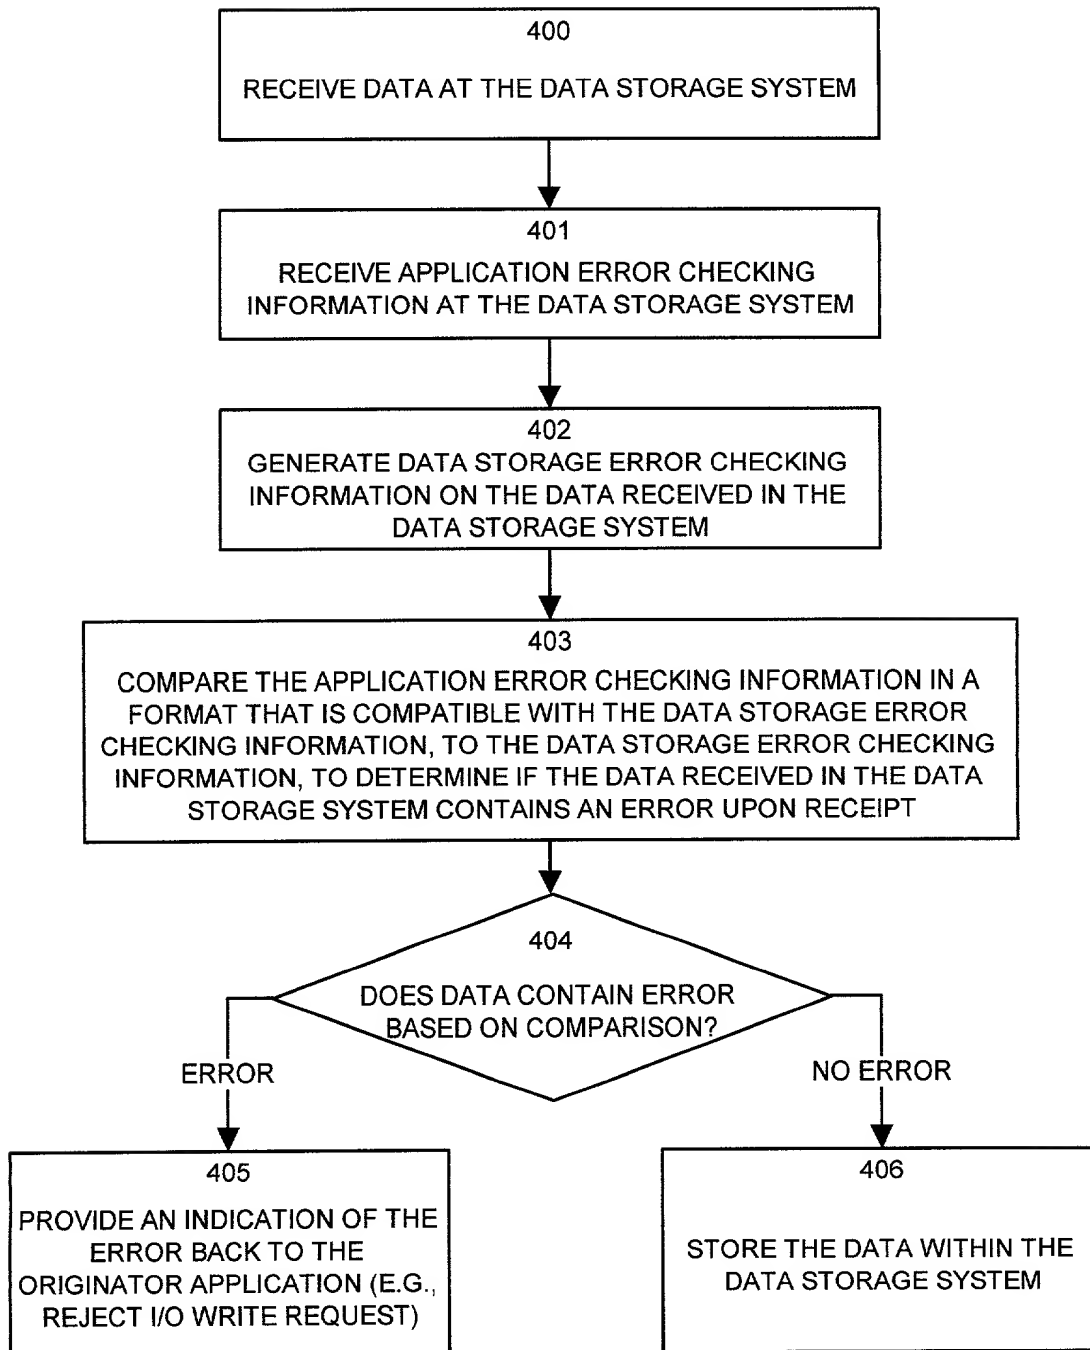 400
RECEIVE DATA AT THE DATA STORAGE SYSTEM
401
RECEIVE APPLICATION ERROR CHECKING
INFORMATION AT THE DATA STORAGE SYSTEM
402
GENERATE DATA STORAGE ERROR CHECKING
INFORMATION ON THE DATA RECEIVED IN THE
DATA STORAGE SYSTEM
403
COMPARE THE APPLICATION ERROR CHECKING INFORMATION IN A
FORMAT THAT IS COMPATIBLE WITH THE DATA STORAGE ERROR
CHECKING INFORMATION, TO THE DATA STORAGE ERROR CHECKING
INFORMATION, TO DETERMINE IF THE DATA RECEIVED IN THE DATA
STORAGE SYSTEM CONTAINS AN ERROR UPON RECEIPT
404
DOES DATA CONTAIN ERROR
BASED ON COMPARISON?
ERROR
NO ERROR
405
PROVIDE AN INDICATION OF THE
ERROR BACK TO THE
ORIGINATOR APPLICATION (E.G.,
REJECT I/O WRITE REQUEST)
406
STORE THE DATA WITHIN THE
DATA STORAGE SYSTEM